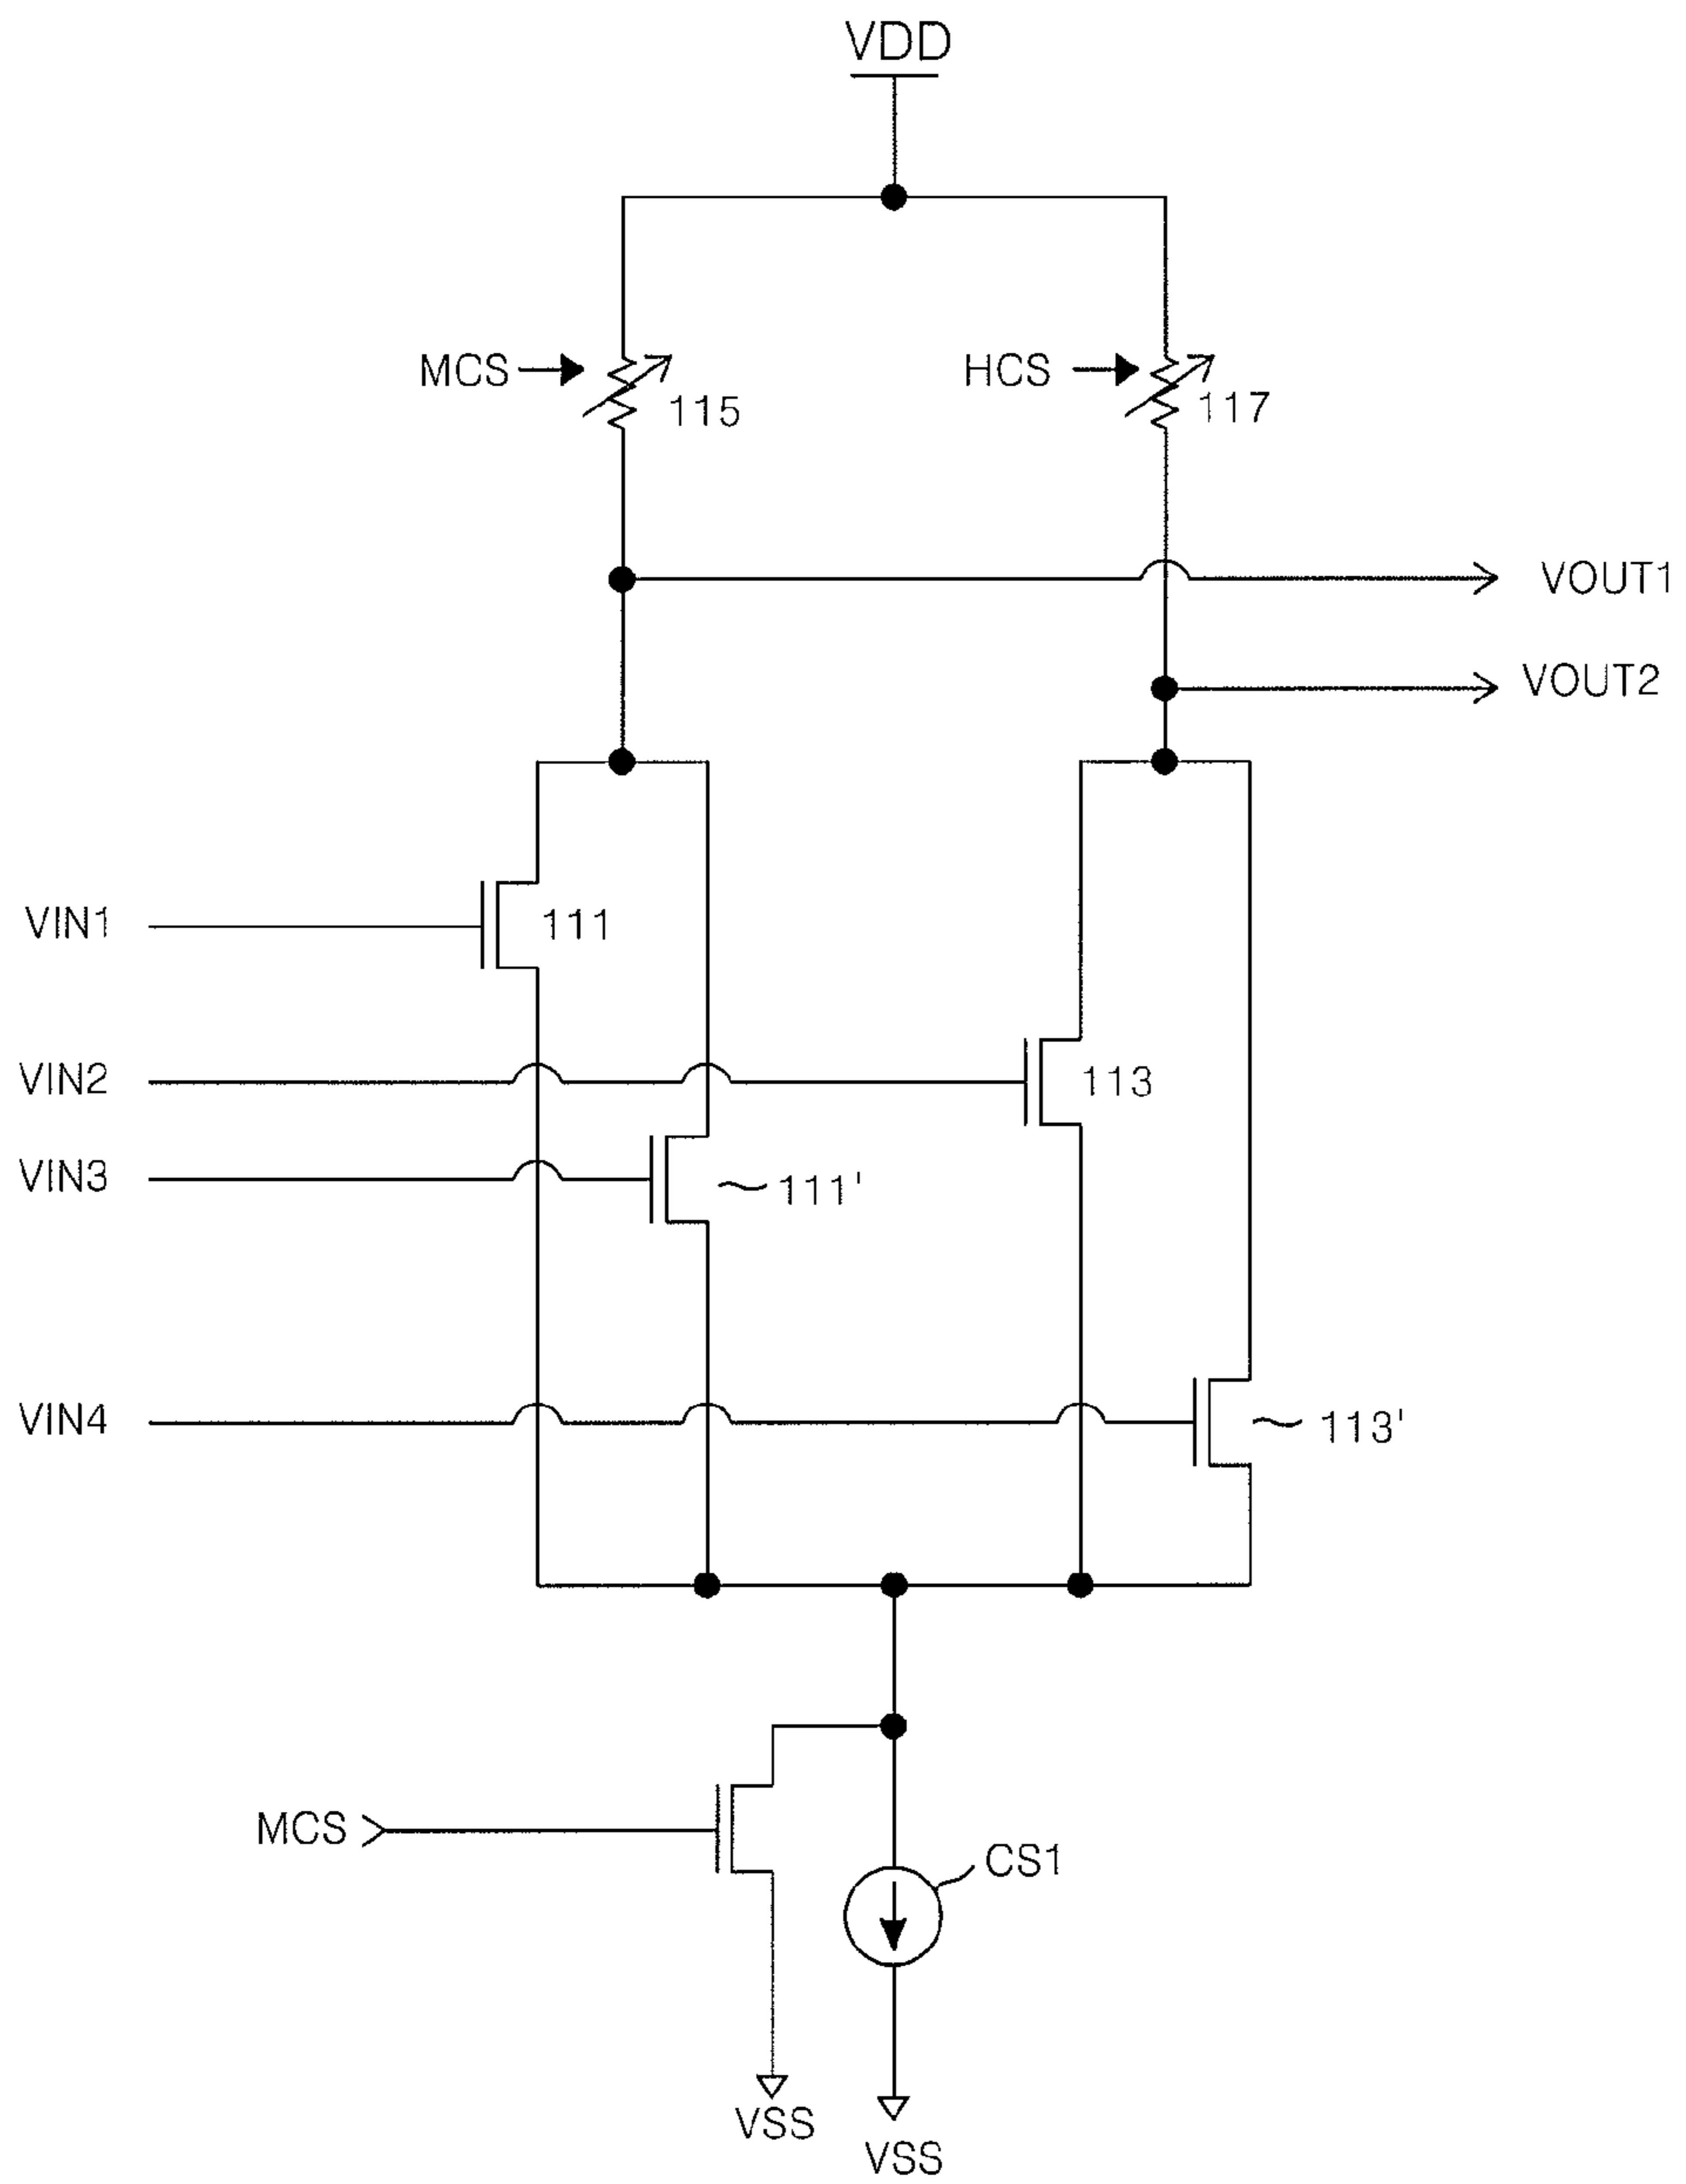 VDD
MCS
115
HCS
117
VOUT1
VOUT2
VIN1
111
VIN2
113
VIN3
111'
VIN4
113'
MCS
CS1
VSS
VSS